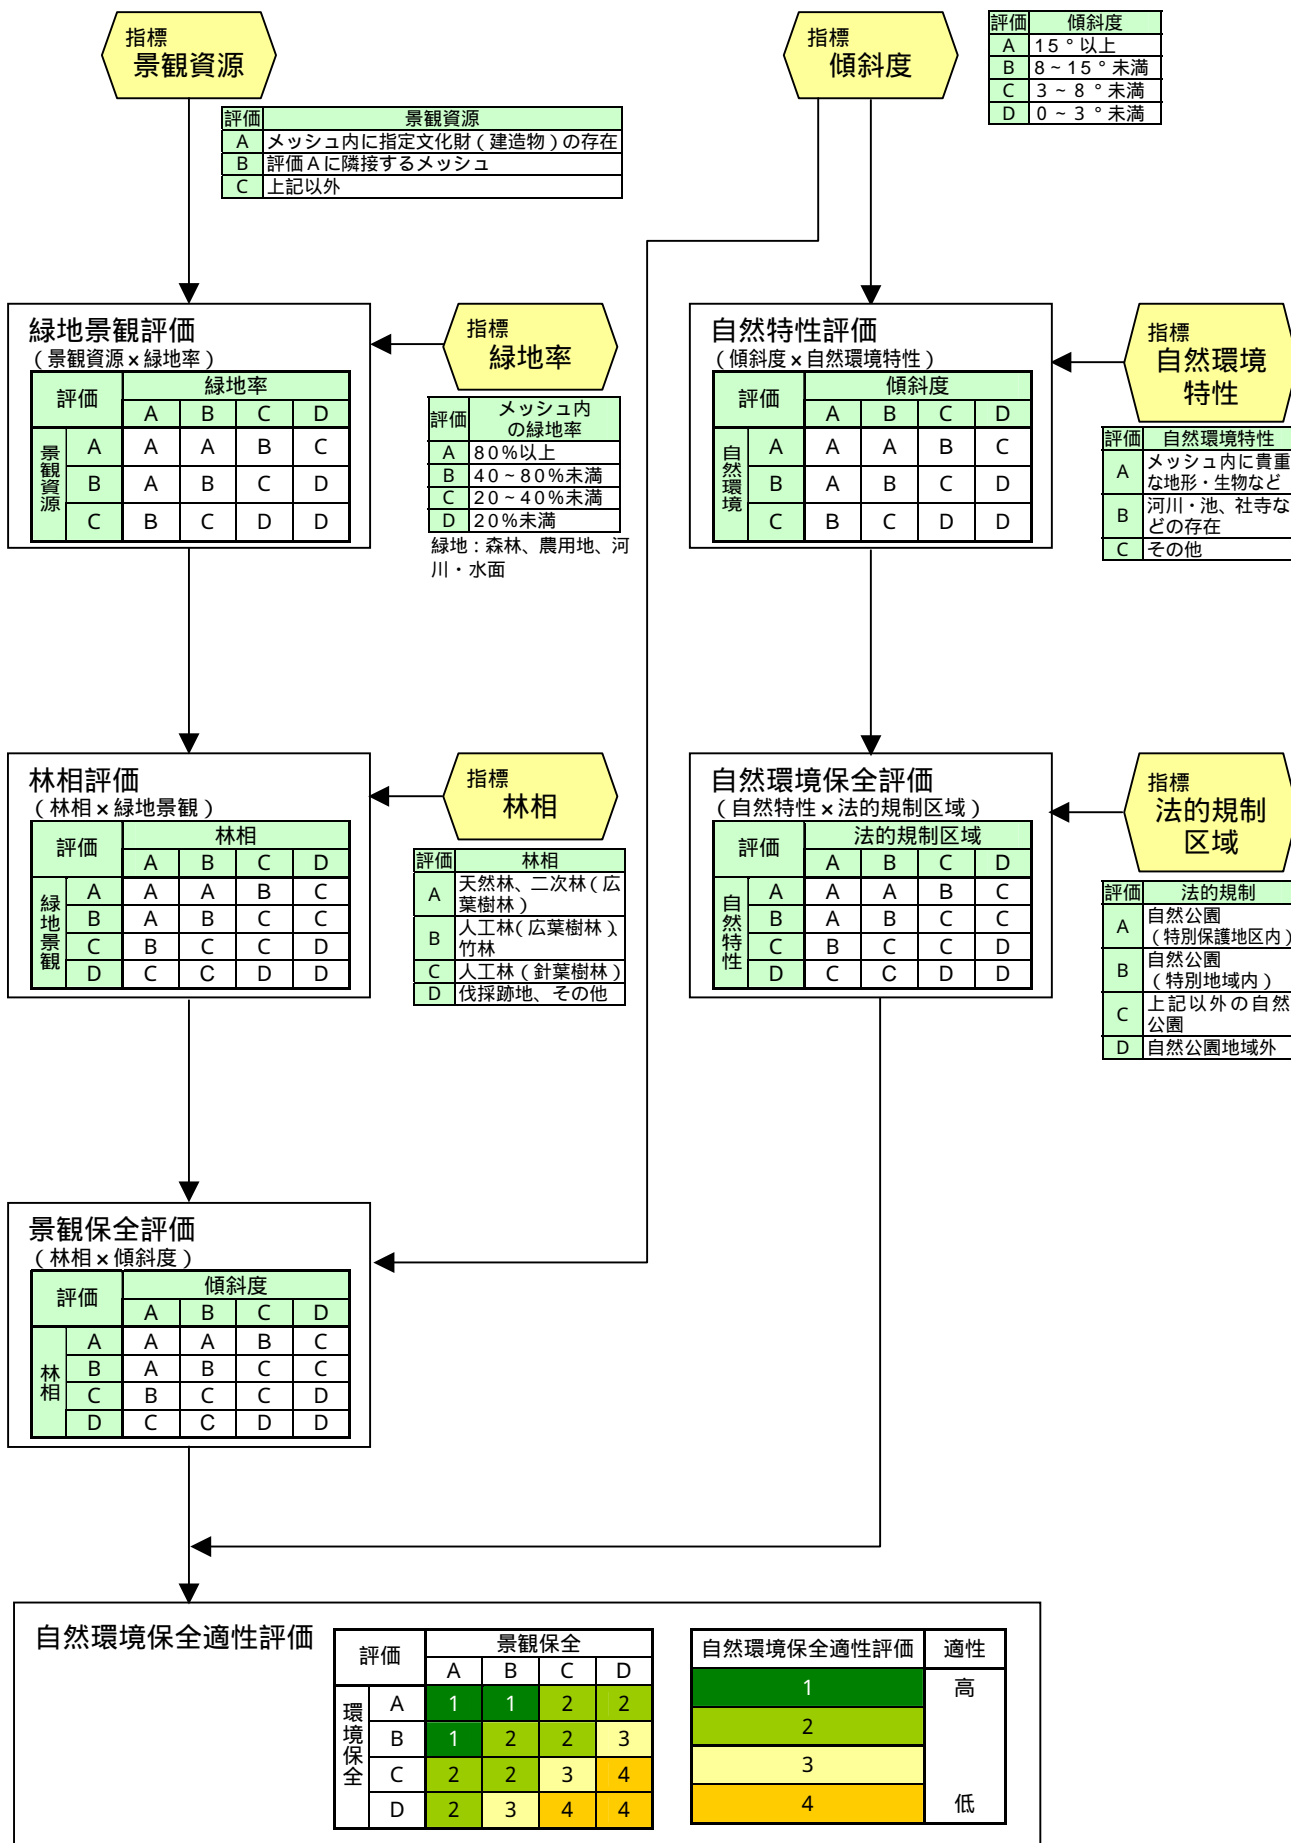 指標
景観資源
評価 景観資源
A メッシュ内に指定文化財（建造物）の存在
B 評価Ａに隣接するメッシュ
C 上記以外
指標
傾斜度
評価 傾斜度
A 15°以上
B 8~15°未満
C 3~8°未満
D 0~3°未満
緑地景観評価
（景観資源×緑地率）
評価 緑地率
A B C D
景観資源
A A A B C
B A B C D
C B C D D
指標
緑地率
評価 メッシュ内
の緑地率
A 80%以上
B 40~80%未満
C 20~40%未満
D 20%未満
緑地：森林、農用地、河
川・水面
自然特性評価
（傾斜度×自然環境特性）
評価 傾斜度
A B C D
自然環境
A A A B C
B A B C D
C B C D D
指標
自然環境
特性
評価 自然環境特性
A メッシュ内に貴重
な地形・生物など
B 河川・池、社寺な
どの存在
C その他
林相評価
（林相×緑地景観）
評価 林相
A B C D
緑地景観
A A A B C
B A B C C
C B C C D
D C C D D
指標
林相
評価 林相
A 天然林、二次林（広
葉樹林）
B 人工林（広葉樹林）、
竹林
C 人工林（針葉樹林）
D 伐採跡地、その他
自然環境保全評価
（自然特性×法的規制区域）
評価 法的規制区域
A B C D
自然特性
A A A B C
B A B C C
C B C C D
D C C D D
指標
法的規制
区域
評価 法的規制
A 自然公園
（特別保護地区内）
B 自然公園
（特別地域内）
C 上記以外の自然
公園
D 自然公園地域外
景観保全評価
（林相×傾斜度）
評価 傾斜度
A B C D
林相
A A A B C
B A B C C
C B C C D
D C C D D
自然環境保全適性評価
評価 景観保全
A B C D
環境保全
A 1 1 2 2
B 1 2 2 3
C 2 2 3 4
D 2 3 4 4
自然環境保全適性評価 適性
1 高
2
3
4 低